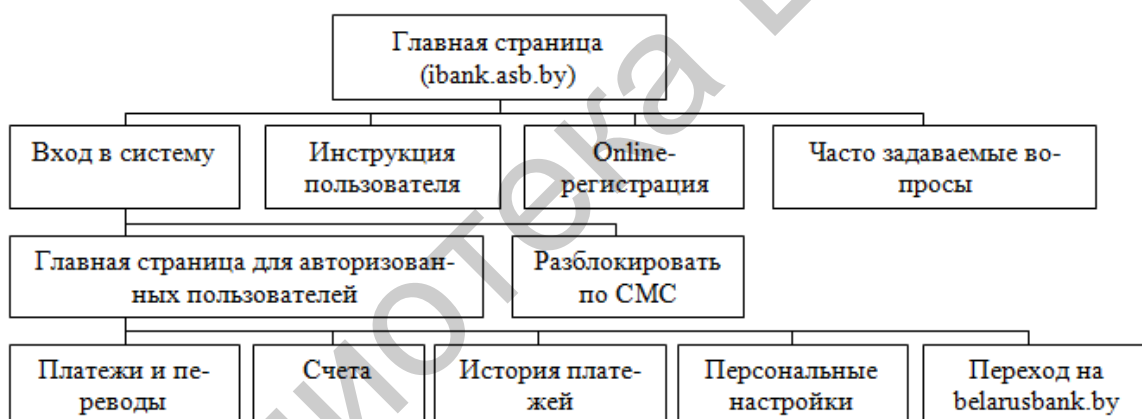 Главная страница
(ibank.asb.by)
Вход в систему
Инструкция
пользователя
Online-
регистрация
Часто задаваемые во-
просы
Главная страница для авторизован-
ных пользователей
Разблокировать
по СМС
Платежи и пе-
реводы
Счета
История плате-
жей
Персональные
настройки
Переход на
belarusbank.by